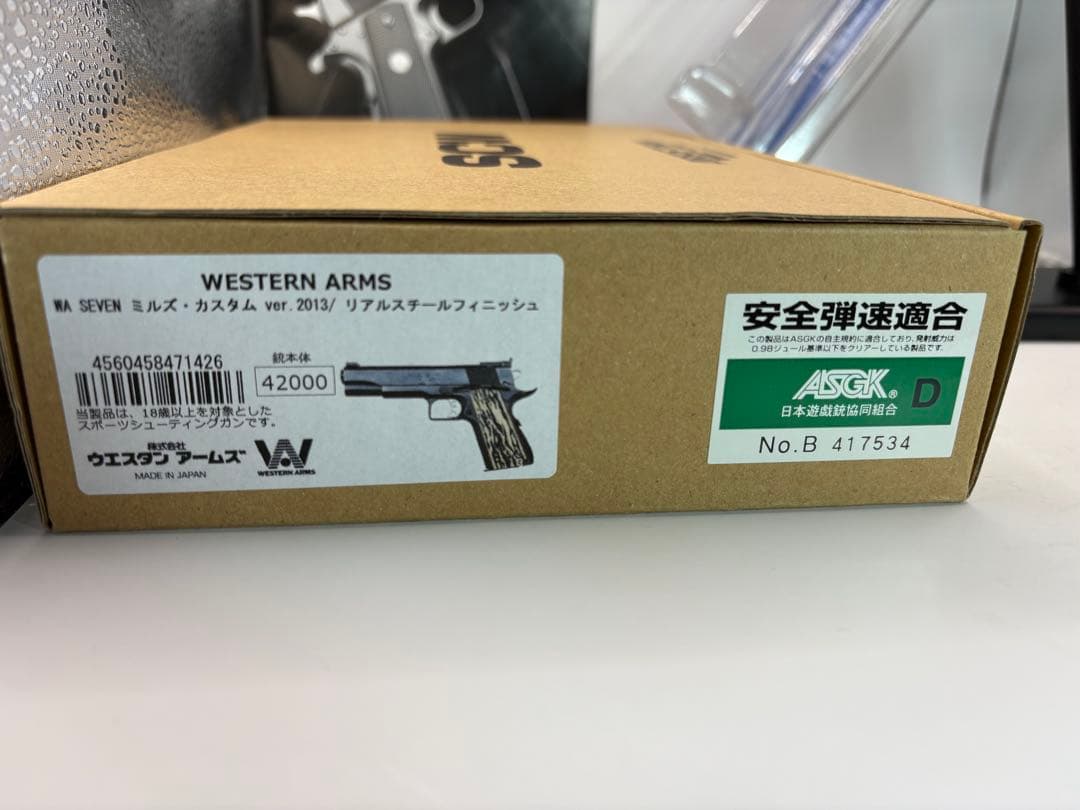 WESTERN ARMS
WA SEVEN ミルズ・カスタム ver.2013/ リアルスチールフィニッシュ
4560458471426
銃本体
42000
当製品は、18歳以上を対象とした
スポーツシューティングガンです。
株式会社
ウエスタン アームズ
MADE IN JAPAN
WESTERN ARMS
安全弾速適合
この製品はASGKの自主規約に適合しており、発射威力は
0.98ジュール基準以下をクリアーしている製品です。
ASGK®
D
日本遊戯銃協同組合
No.B 417534